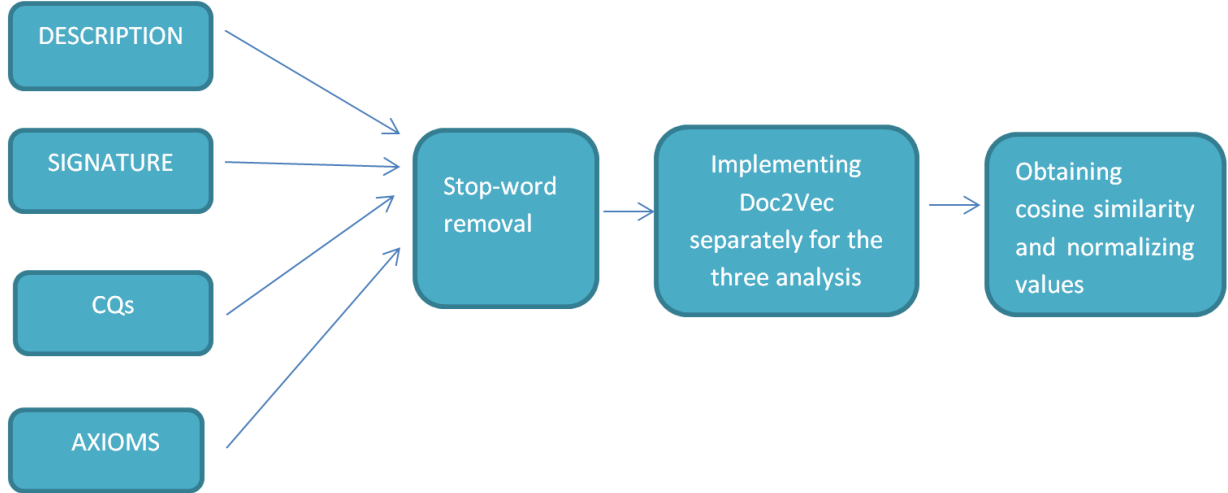 DESCRIPTION
SIGNATURE
CQs
AXIOMS
Stop-word
removal
Implementing
Doc2Vec
separately for the
three analysis
Obtaining
cosine similarity
and normalizing
values